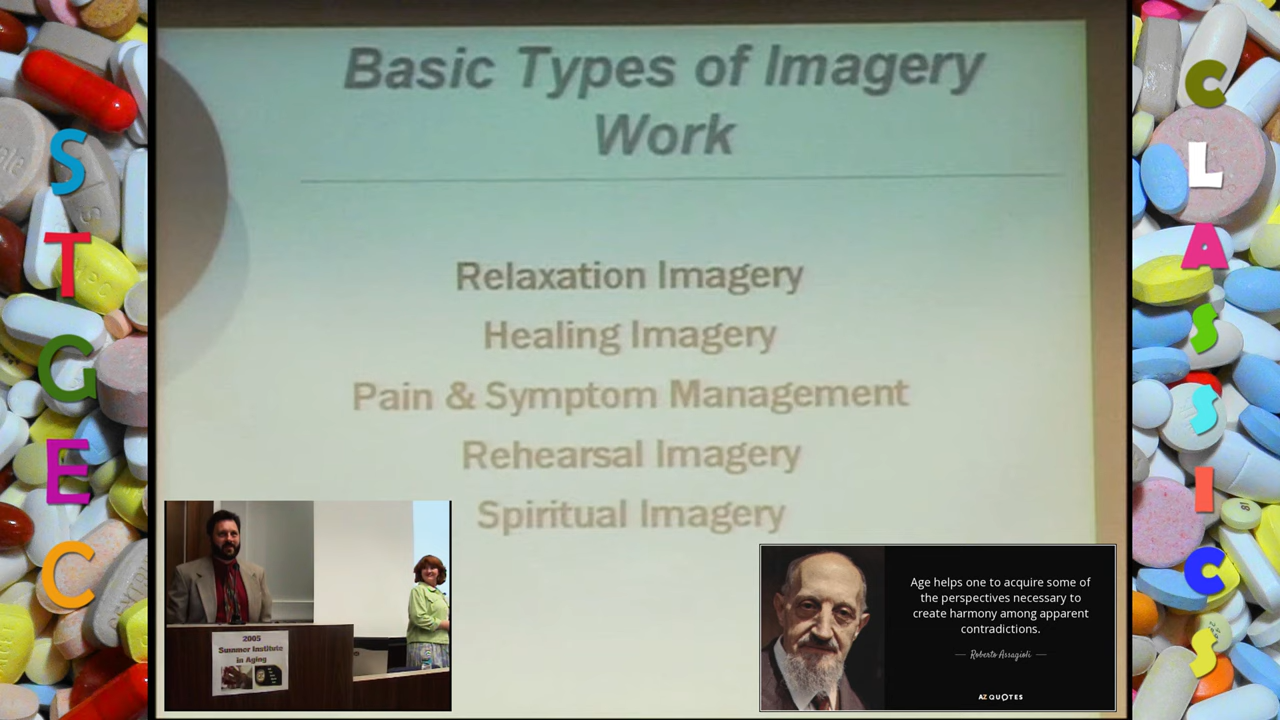 STGEC
CLASSICS
Basic Types of Imagery
Work
Relaxation Imagery
Healing Imagery
Pain & Symptom Management
Rehearsal Imagery
Spiritual Imagery
2005
Summer Institute
in Aging
Age helps one to acquire some of
the perspectives necessary to
create harmony among apparent
contradictions.
Roberto Assagioli
AZ QUOTES